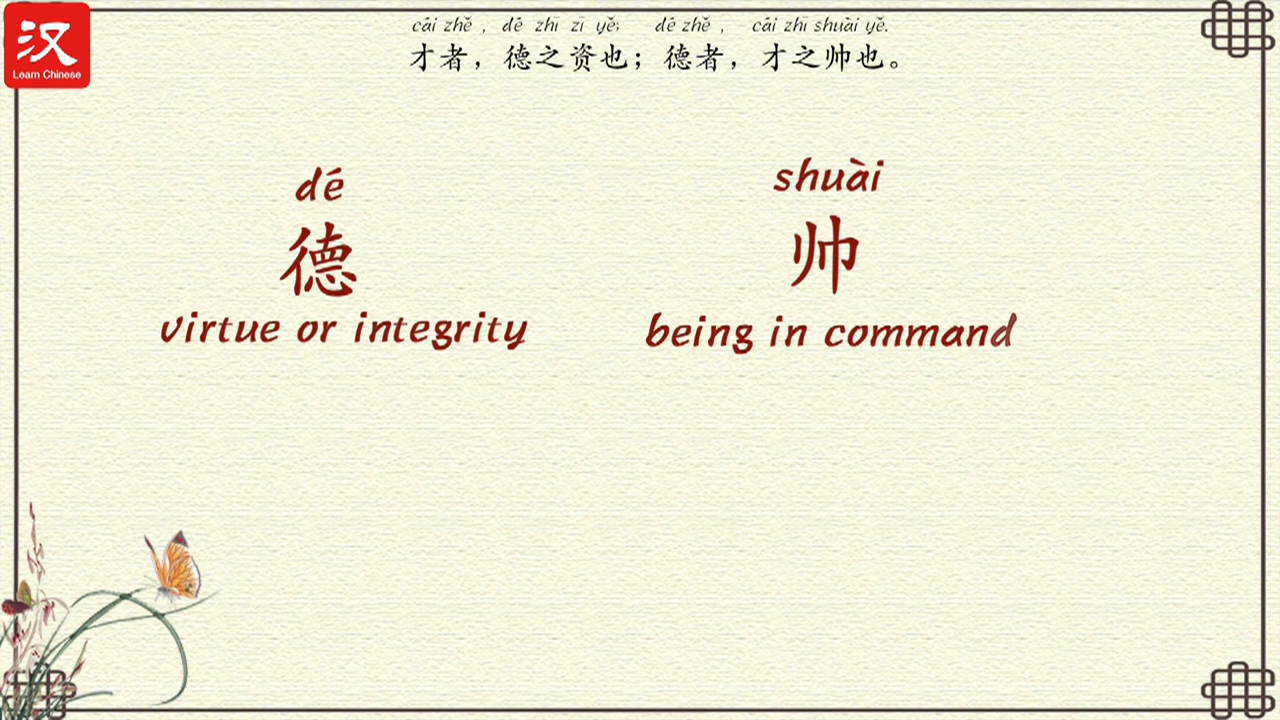 汉
Learn Chinese
cái zhě , dé zhī zī yě; dé zhě , cái zhī shuài yě.
才者，德之资也；德者，才之帅也。
dé shuài
德 帅
virtue or integrity being in command